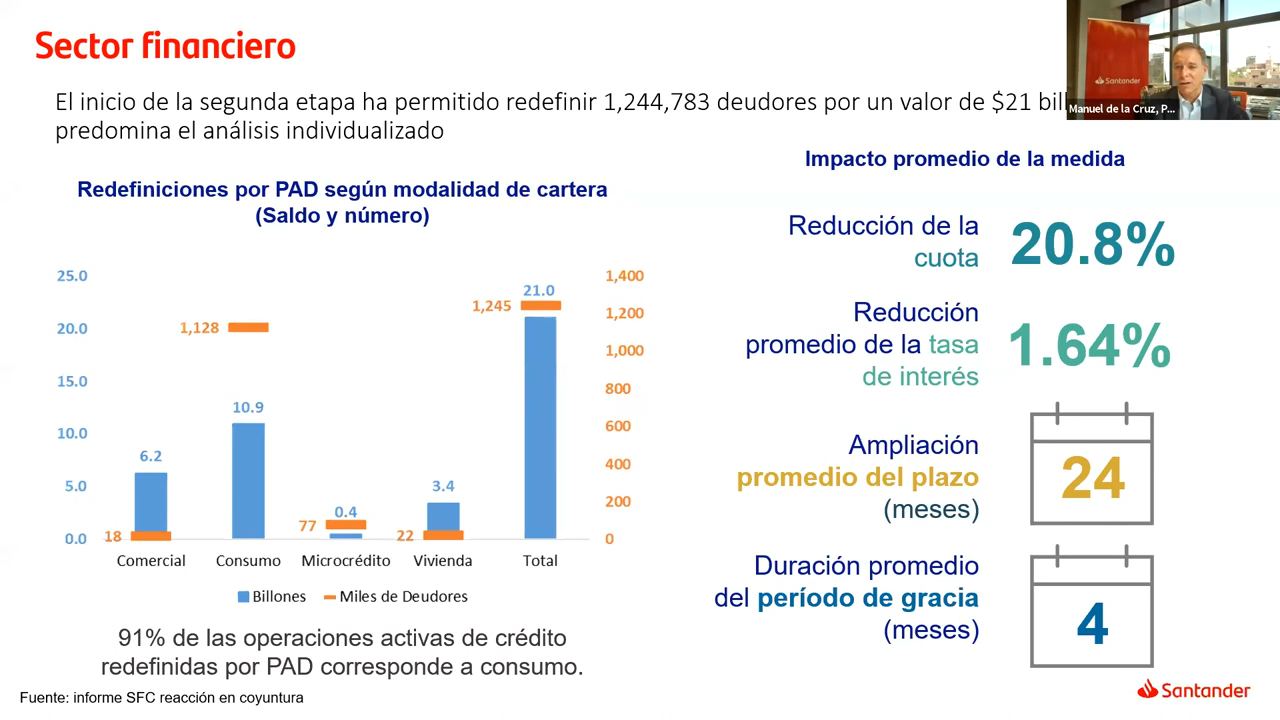 Sector financiero
El inicio de la segunda etapa ha permitido redefinir 1,244,783 deudores por un valor de $21
predomina el análisis individualizado
Santander
Manuel de la Cruz, P...
Redefiniciones por PAD según modalidad de cartera
(Saldo y número)
25.0
20.0
15.0
10.0
5.0
0.0
1,400
1,200
1,000
800
600
400
200
0
6.2
18
1,128
10.9
77
0.4
22
3.4
1,245
21.0
Comercial
Consumo
Microcrédito
Vivienda
Total
Billones
Miles de Deudores
91% de las operaciones activas de crédito
redefinidas por PAD corresponde a consumo.
Fuente: informe SFC reacción en coyuntura
Impacto promedio de la medida
Reducción de la
cuota
20.8%
Reducción
promedio de la tasa
de interés
1.64%
Ampliación
promedio del plazo
(meses)
24
Duración promedio
del período de gracia
(meses)
4
Santander